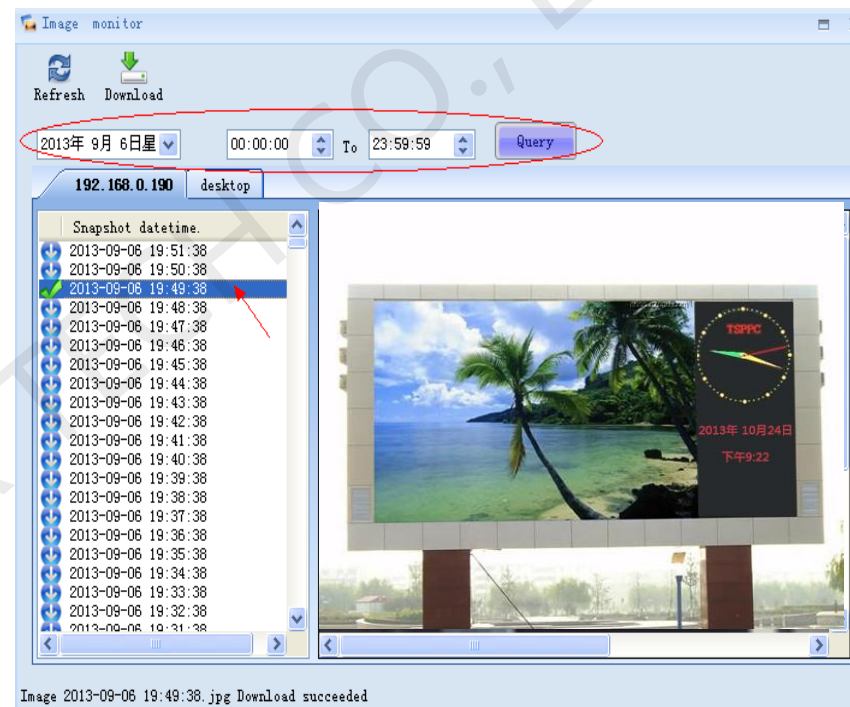 Image monitor
Refresh Download
2013年 9月 6日星 00:00:00 To 23:59:59 Query
192.168.0.190 desktop
Snapshot datetime.
2013-09-06 19:51:38
2013-09-06 19:50:38
2013-09-06 19:49:38
2013-09-06 19:48:38
2013-09-06 19:47:38
2013-09-06 19:46:38
2013-09-06 19:45:38
2013-09-06 19:44:38
2013-09-06 19:43:38
2013-09-06 19:42:38
2013-09-06 19:41:38
2013-09-06 19:40:38
2013-09-06 19:39:38
2013-09-06 19:38:38
2013-09-06 19:37:38
2013-09-06 19:36:38
2013-09-06 19:35:38
2013-09-06 19:34:38
2013-09-06 19:33:38
2013-09-06 19:32:38
2013-09-06 19:31:38
TSPPC
2013年 10月24日
下午9:22
Image 2013-09-06 19:49:38.jpg Download succeeded
TECH CO.,